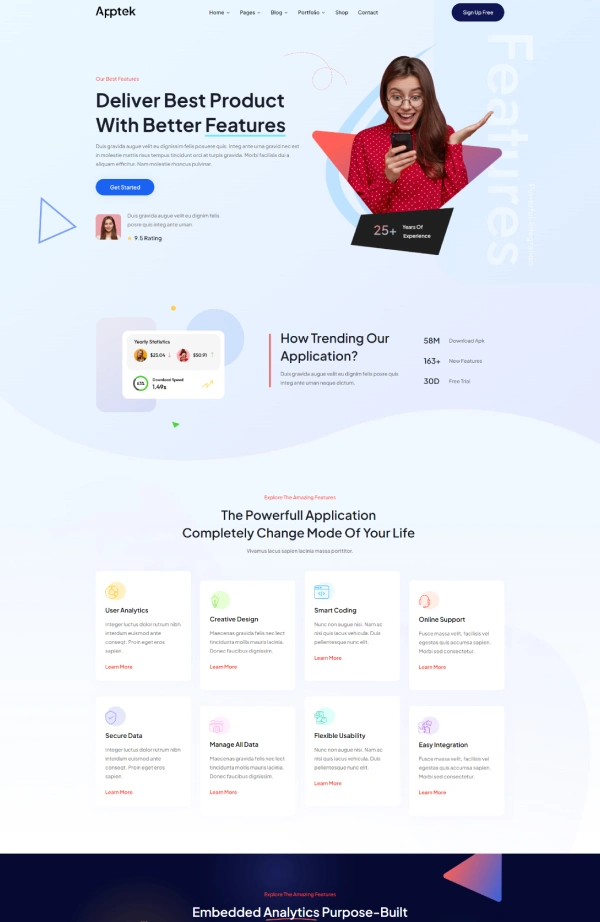 Apptek
Home Pages Blog Portfolio Shop Contact
Sign Up Free
Our Best Features
Deliver Best Product
With Better Features
Duis gravida augue velit eu dignissim felis posuere quis. Integ ante urna gravid nec est
in molestie mattis risus tempus tincidunt orci at turpis gravida. Morbi facilisis dui a
aliquam efficitur. Nam molestie rhoncus pulvinar.
Get Started
Duis gravida augue velit eu dignim felis
posre quis integ ante urnan
9.5 Rating
Features
25+
Years Of
Experience
Yearly Statistics
$25.04 $50.91
Download Speed
1,49s
How Trending Our
Application?
Duis gravida augue velit eu dignim felis posre quis
integ ante urnan neque dictum.
58M Download Apk
163+ New Features
30D Free Trial
Explore The Amazing Features
The Powerfull Application
Completely Change Mode Of Your Life
Vivamus lacus sapien lacinia massa porttitor.
User Analytics
Integer luctus dolor rutrum nibh
interdum euismod ante
conseqt. Proin eget eros
sapien.
Learn More
Creative Design
Maecenas gravida felis nec lect
tincidunta mollis mauris lacinia.
Donec faucibus dignissim.
Learn More
Smart Coding
Nunc non augue nisi. Nam ac
nisi quis lacus vehicula. Duis
pellentesque nunc elit.
Learn More
Online Support
Fusce massa velit, facilisis vel
egestas quis accumsa sapien.
Morbi sed consectetur.
Learn More
Secure Data
Integer luctus dolor rutrum nibh
interdum euismod ante
conseqt. Proin eget eros
sapien.
Learn More
Manage All Data
Maecenas gravida felis nec lect
tincidunta mollis mauris lacinia.
Donec faucibus dignissim.
Learn More
Flexible Usability
Nunc non augue nisi. Nam ac
nisi quis lacus vehicula. Duis
pellentesque nunc elit.
Learn More
Easy Integration
Fusce massa velit, facilisis vel
egestas quis accumsa sapien.
Morbi sed consectetur.
Learn More
Explore The Amazing Features
Embedded Analytics Purpose-Built